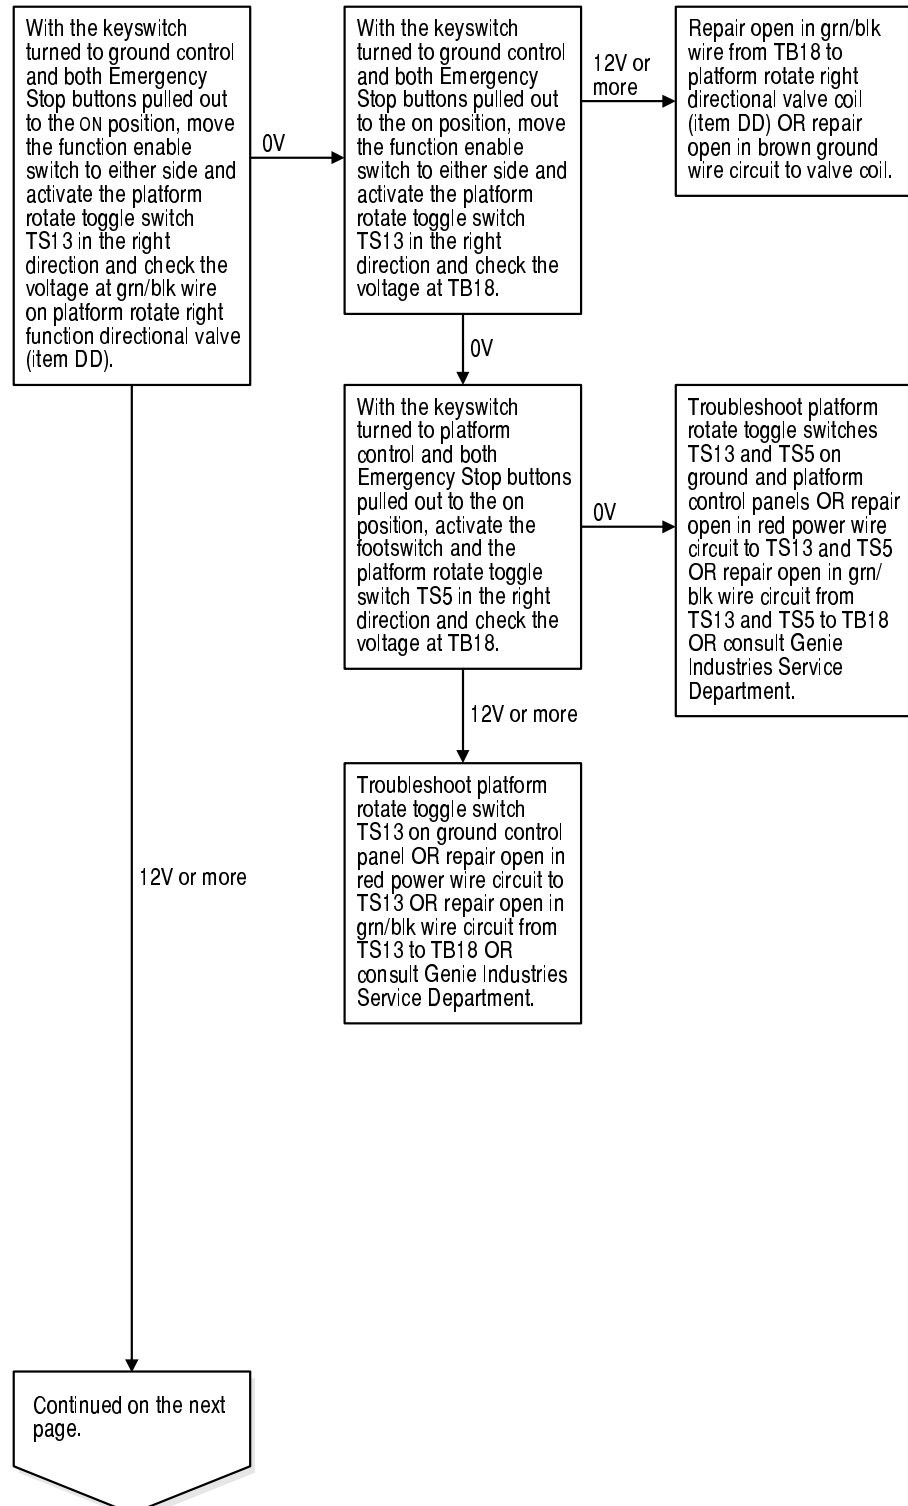 With the keyswitch
turned to ground control
and both Emergency
Stop buttons pulled out
to the ON position, move
the function enable
switch to either side and
activate the platform
rotate toggle switch
TS13 in the right
direction and check the
voltage at grn/blk wire
on platform rotate right
function directional valve
(item DD).
0V
With the keyswitch
turned to ground control
and both Emergency
Stop buttons pulled out
to the on position, move
the function enable
switch to either side and
activate the platform
rotate toggle switch
TS13 in the right
direction and check the
voltage at TB18.
12V or
more
Repair open in grn/blk
wire from TB18 to
platform rotate right
directional valve coil
(item DD) OR repair
open in brown ground
wire circuit to valve coil.
0V
With the keyswitch
turned to platform
control and both
Emergency Stop buttons
pulled out to the on
position, activate the
footswitch and the
platform rotate toggle
switch TS5 in the right
direction and check the
voltage at TB18.
0V
Troubleshoot platform
rotate toggle switches
TS13 and TS5 on
ground and platform
control panels OR repair
open in red power wire
circuit to TS13 and TS5
OR repair open in grn/
blk wire circuit from
TS13 and TS5 to TB18
OR consult Genie
Industries Service
Department.
12V or more
Troubleshoot platform
rotate toggle switch
TS13 on ground control
panel OR repair open in
red power wire circuit to
TS13 OR repair open in
grn/blk wire circuit from
TS13 to TB18 OR
consult Genie Industries
Service Department.
12V or more
Continued on the next
page.